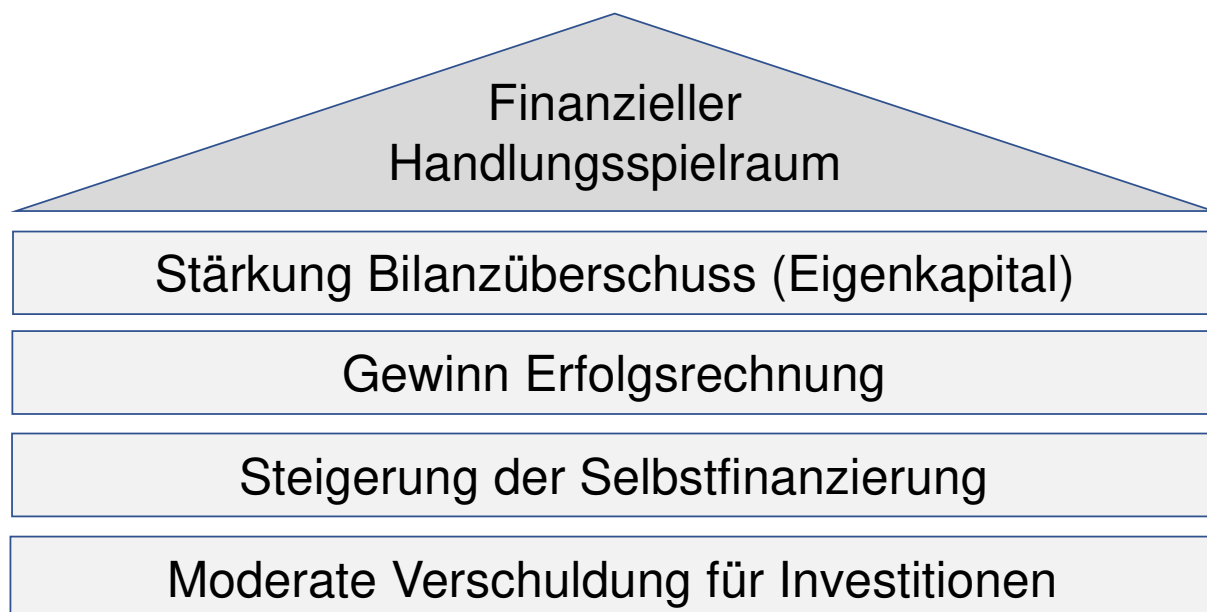 Finanzieller
Handlungsspielraum
Stärkung Bilanzüberschuss (Eigenkapital)
Gewinn Erfolgsrechnung
Steigerung der Selbstfinanzierung
Moderate Verschuldung für Investitionen